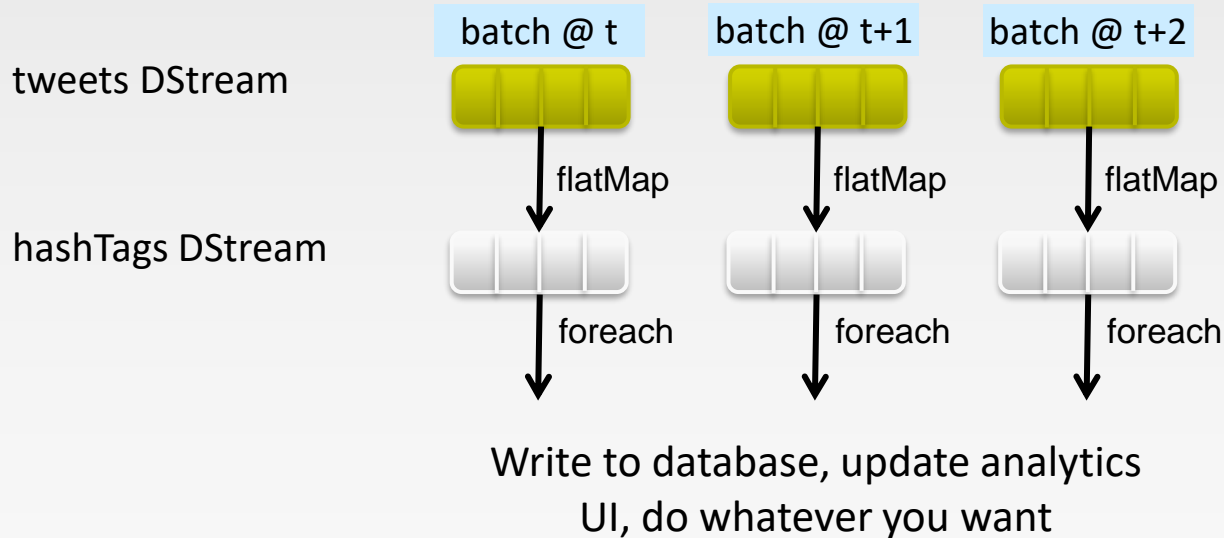 batch @ t batch @ t+1 batch @ t+2
tweets DStream
flatMap flatMap flatMap
hashTags DStream
foreach foreach foreach
Write to database, update analytics
UI, do whatever you want